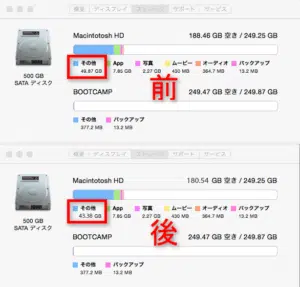 概要 ディスプレイ ストレージ サポート サービス
Macintotosh HD 188.46 GB 空き / 249.25 GB
その他 App 写真 ムービー オーディオ バックアップ
49.87 GB 7.85 GB 2.27 GB 430 MB 384.7 MB 13.2 MB
500 GB
SATA ディスク
前
BOOTCAMP 249.47 GB 空き / 249.87 GB
その他 バックアップ
377.2 MB 13.2 MB
概要 ディスプレイ ストレージ サポート サービス
Macintotosh HD 180.54 GB 空き / 249.25 GB
その他 App 写真 ムービー オーディオ バックアップ
43.36 GB 7.85 GB 2.27 GB 430 MB 364.7 MB 13.2 MB
500 GB
SATA ディスク
後
BOOTCAMP 249.47 GB 空き / 249.87 GB
その他 バックアップ
377.2 MB 13.2 MB